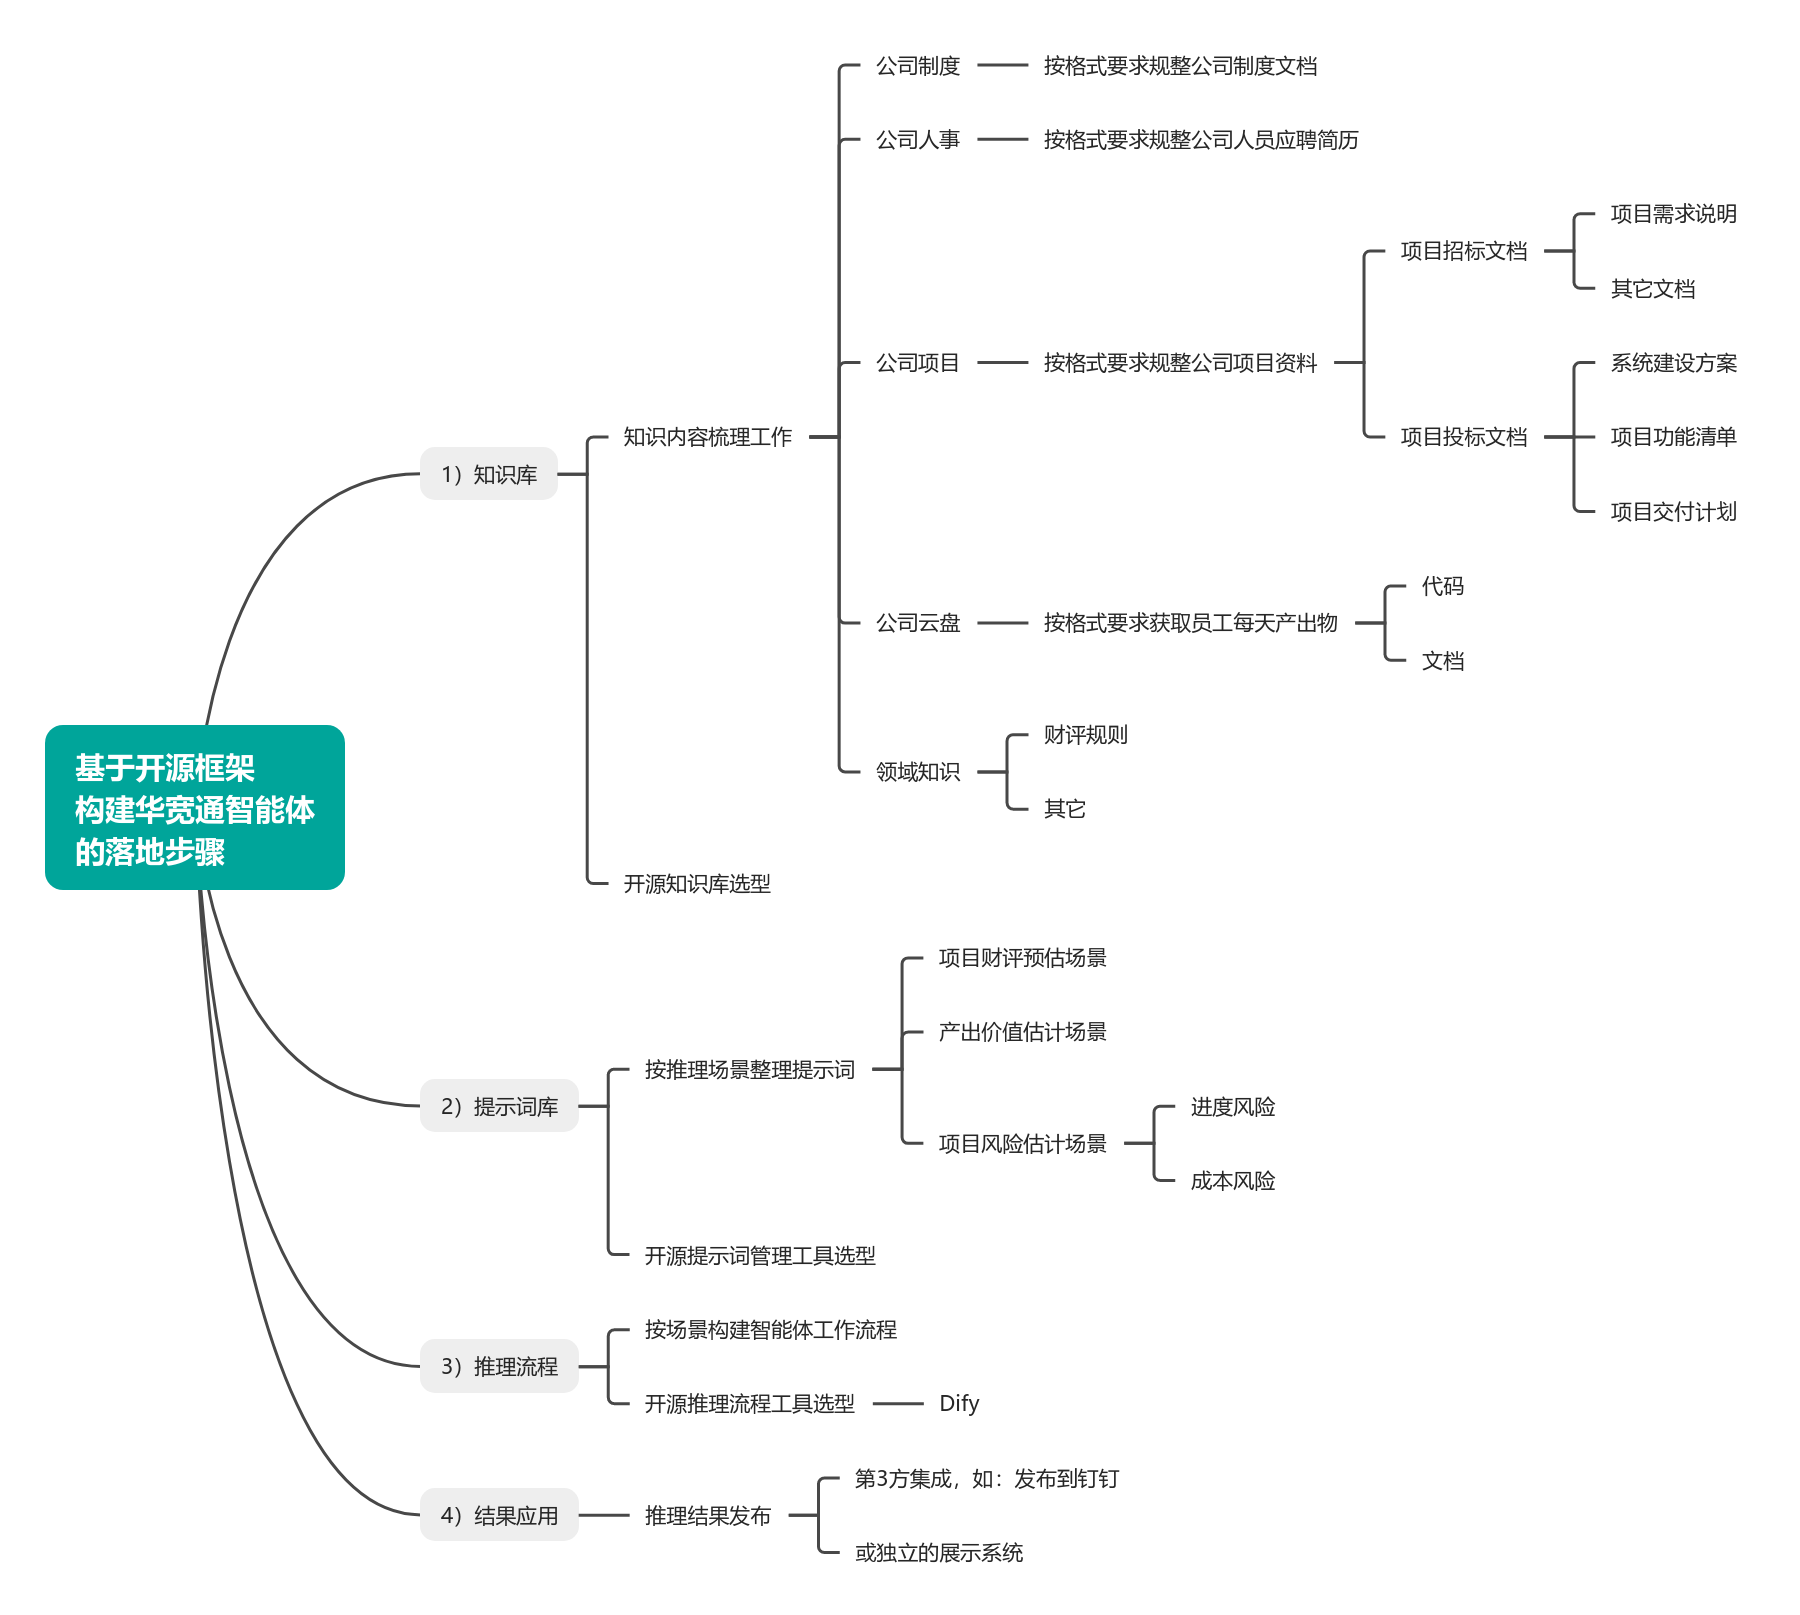 基于开源框架
构建华宽通智能体
的落地步骤
1）知识库
知识内容梳理工作
公司制度
按格式要求规整公司制度文档
公司人事
按格式要求规整公司人员应聘简历
公司项目
按格式要求规整公司项目资料
项目招标文档
项目需求说明
其它文档
项目投标文档
系统建设方案
项目功能清单
项目交付计划
公司云盘
按格式要求获取员工每天产出物
代码
文档
领域知识
财评规则
其它
开源知识库选型
2）提示词库
按推理场景整理提示词
项目财评预估场景
产出价值估计场景
项目风险估计场景
进度风险
成本风险
开源提示词管理工具选型
3）推理流程
按场景构建智能体工作流程
开源推理流程工具选型
Dify
4）结果应用
推理结果发布
第3方集成，如：发布到钉钉
或独立的展示系统